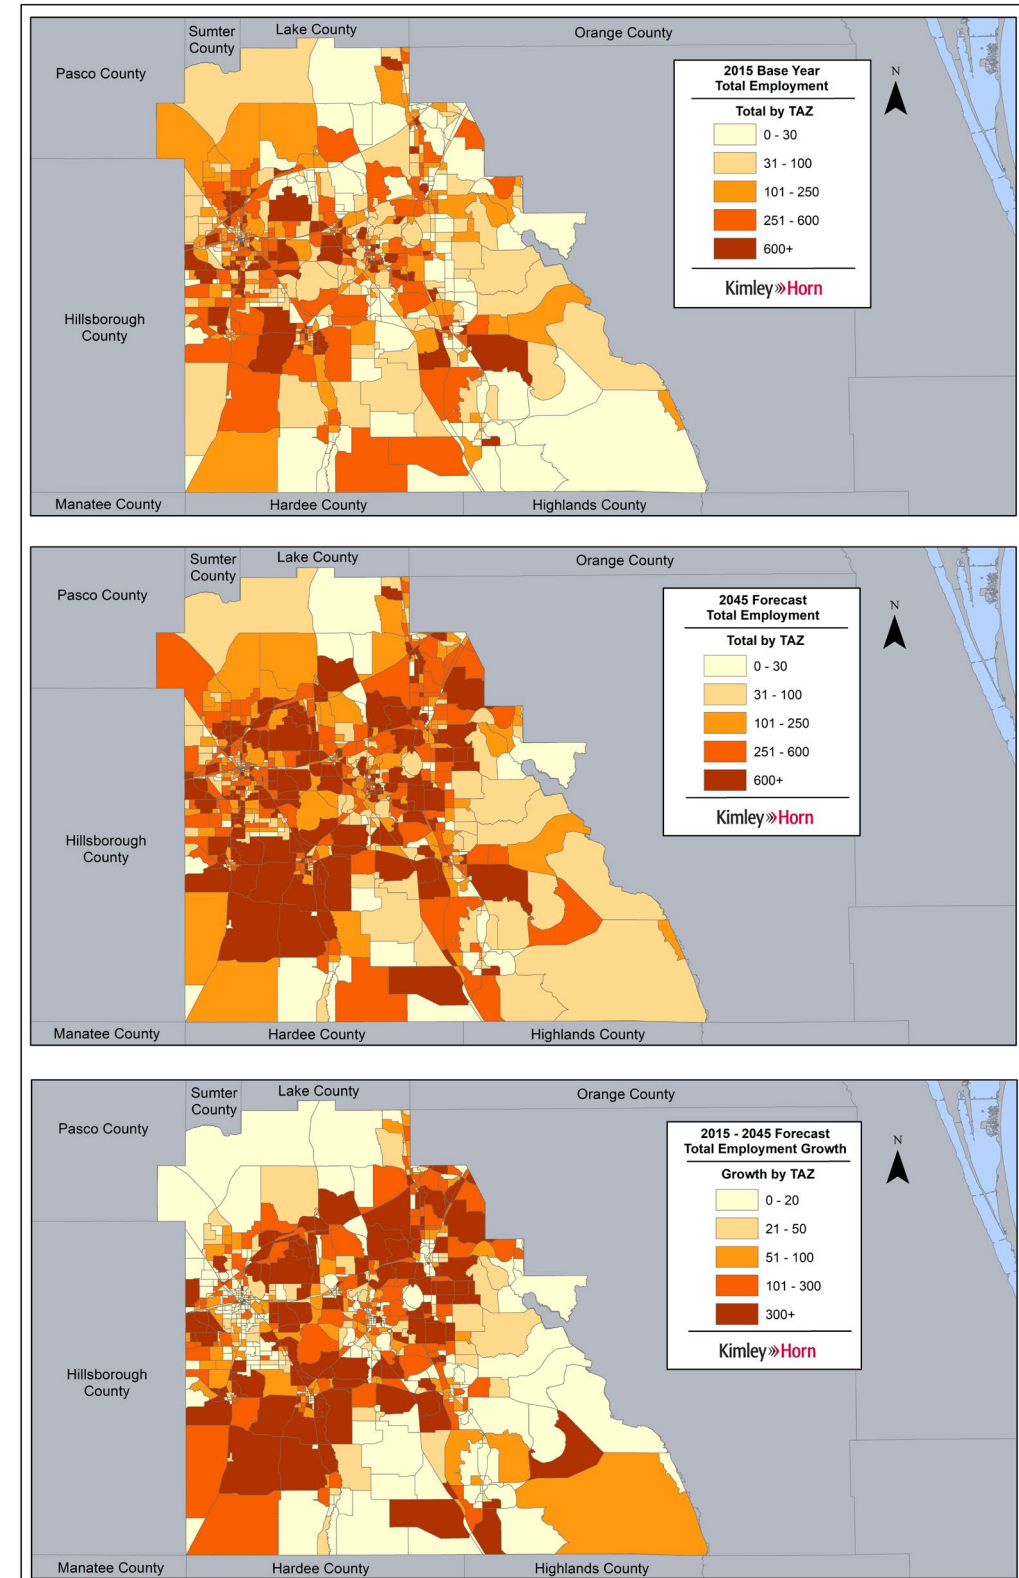 Sumter
County
Lake County
Orange County
Pasco County
Hillsborough
County
Manatee County
Hardee County
Highlands County
2015 Base Year
Total Employment
Total by TAZ
0 - 30
31 - 100
101 - 250
251 - 600
600+
Kimley»Horn
N
Sumter
County
Lake County
Orange County
Pasco County
Hillsborough
County
Manatee County
Hardee County
Highlands County
2045 Forecast
Total Employment
Total by TAZ
0 - 30
31 - 100
101 - 250
251 - 600
600+
Kimley»Horn
N
Sumter
County
Lake County
Orange County
Pasco County
Hillsborough
County
Manatee County
Hardee County
Highlands County
2015 - 2045 Forecast
Total Employment Growth
Growth by TAZ
0 - 20
21 - 50
51 - 100
101 - 300
300+
Kimley»Horn
N